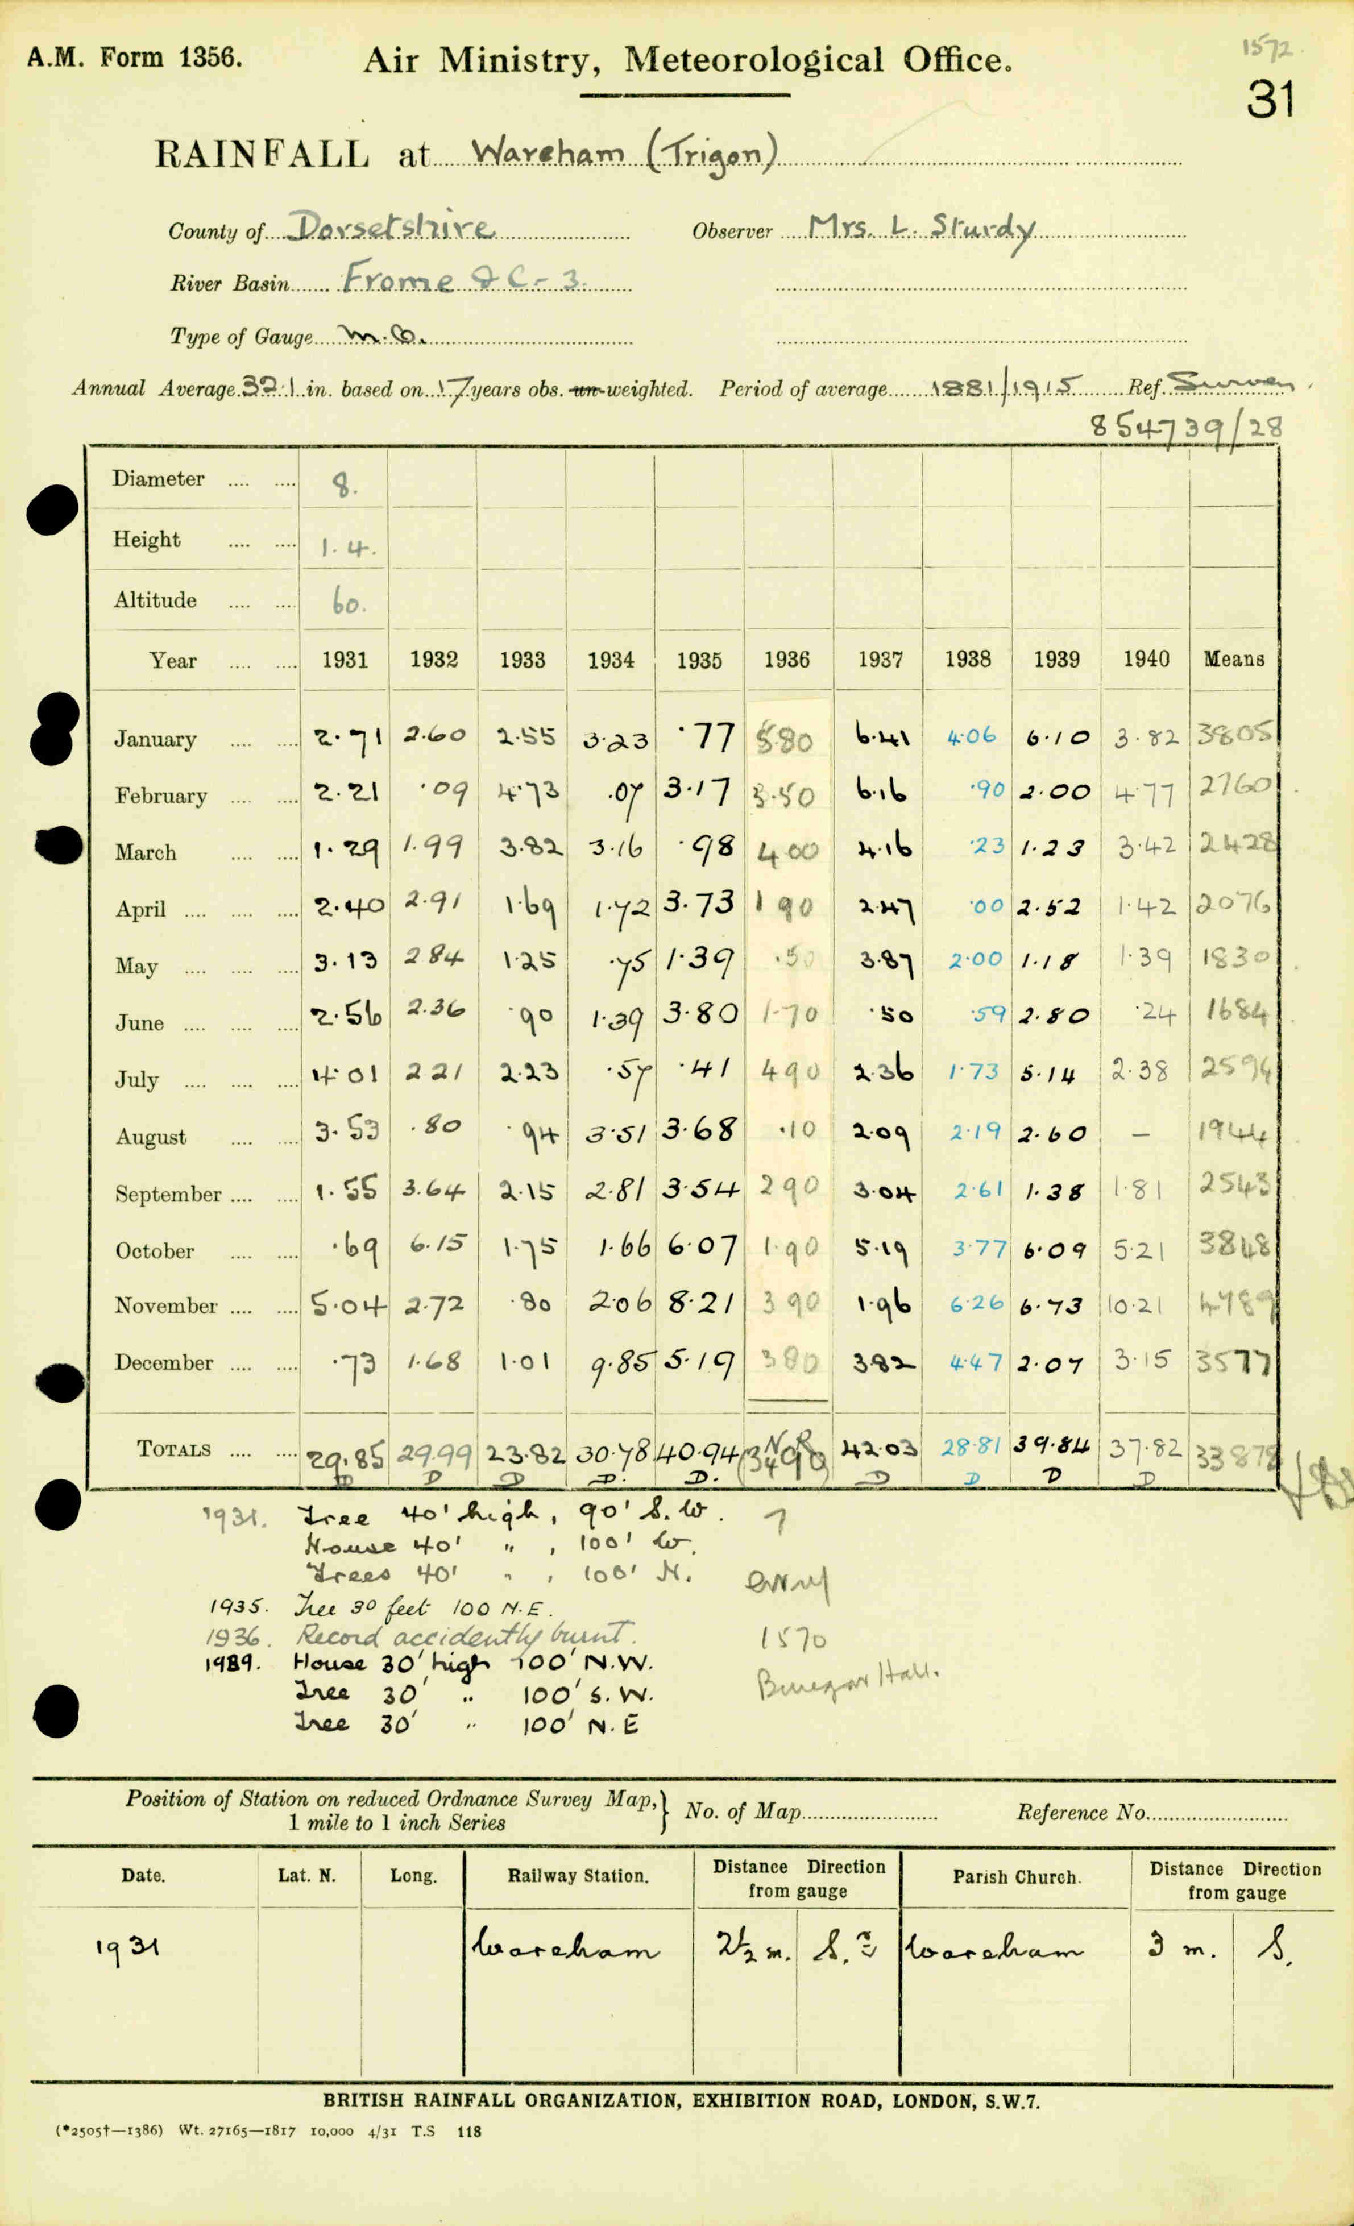 1572
A.M. Form 1356. Air Ministry, Meteorological Office.
31
RAINFALL at Wareham (Trigon)
County of Dorsetshire Observer Mrs. L. Sturdy
River Basin Frome &C - 3.
Type of Gauge M.O.
Annual Average 32.1 in. based on 17 years obs. un-weighted. Period of average 1881/1915 Ref. Survey.
854739/28
Diameter 8.
Height 1.4.
Altitude 60.
Year 1931 1932 1933 1934 1935 1936 1937 1938 1939 1940 Means
January 2.71 2.60 2.55 3.23 .77 5.80 6.41 4.06 6.10 3.82 3805
February 2.21 .09 4.73 .07 3.17 3.50 6.16 .90 2.00 4.77 2760
March 1.29 1.99 3.82 3.16 .98 4.00 4.16 .23 1.23 3.42 2428
April 2.40 2.91 1.69 1.72 3.73 1.90 2.47 .00 2.52 1.42 2076
May 3.13 2.84 1.25 .75 1.39 .50 3.87 2.00 1.18 1.39 1830
June 2.56 2.36 .90 1.39 3.80 1.70 .50 .59 2.80 .24 1684
July 4.01 2.21 2.23 .57 .41 4.90 2.36 1.73 5.14 2.38 2594
August 3.53 .80 .94 3.51 3.68 .10 2.09 2.19 2.60 – 1944
September 1.55 3.64 2.15 2.81 3.54 2.90 3.04 2.61 1.38 1.81 2543
October .69 6.15 1.75 1.66 6.07 1.90 5.19 3.77 6.09 5.21 3848
November 5.04 2.72 .80 2.06 8.21 3.90 1.96 6.26 6.73 10.21 4789
December .73 1.68 1.01 9.85 5.19 3.80 3.82 4.47 2.07 3.15 3577
TOTALS 29.85 29.99 23.82 30.78 40.94 N.R. (34.90) 42.03 28.81 39.84 37.82 33878
D D D D. D. D D D D
1931. Tree 40' high, 90' S.W.
House 40' " , 100' W.
Trees 40' " , 100' N.
1935. Tree 30 feet 100 N.E.
1936. Record accidently burnt. 1570
1939. House 30' high 100' N.W.
Hall.
Tree 30' " 100' S.W.
Tree 30' " 100' N.E
Position of Station on reduced Ordnance Survey Map,
1 mile to 1 inch Series } No. of Map Reference No.
Date. Lat. N. Long. Railway Station. Distance Direction from gauge Parish Church. Distance Direction from gauge
1931 Wareham 2½ m. S. Wareham 3 m. S.
BRITISH RAINFALL ORGANIZATION, EXHIBITION ROAD, LONDON, S.W.7.
(*2505†—1386) Wt. 27165—1817 10,000 4/31 T.S 118